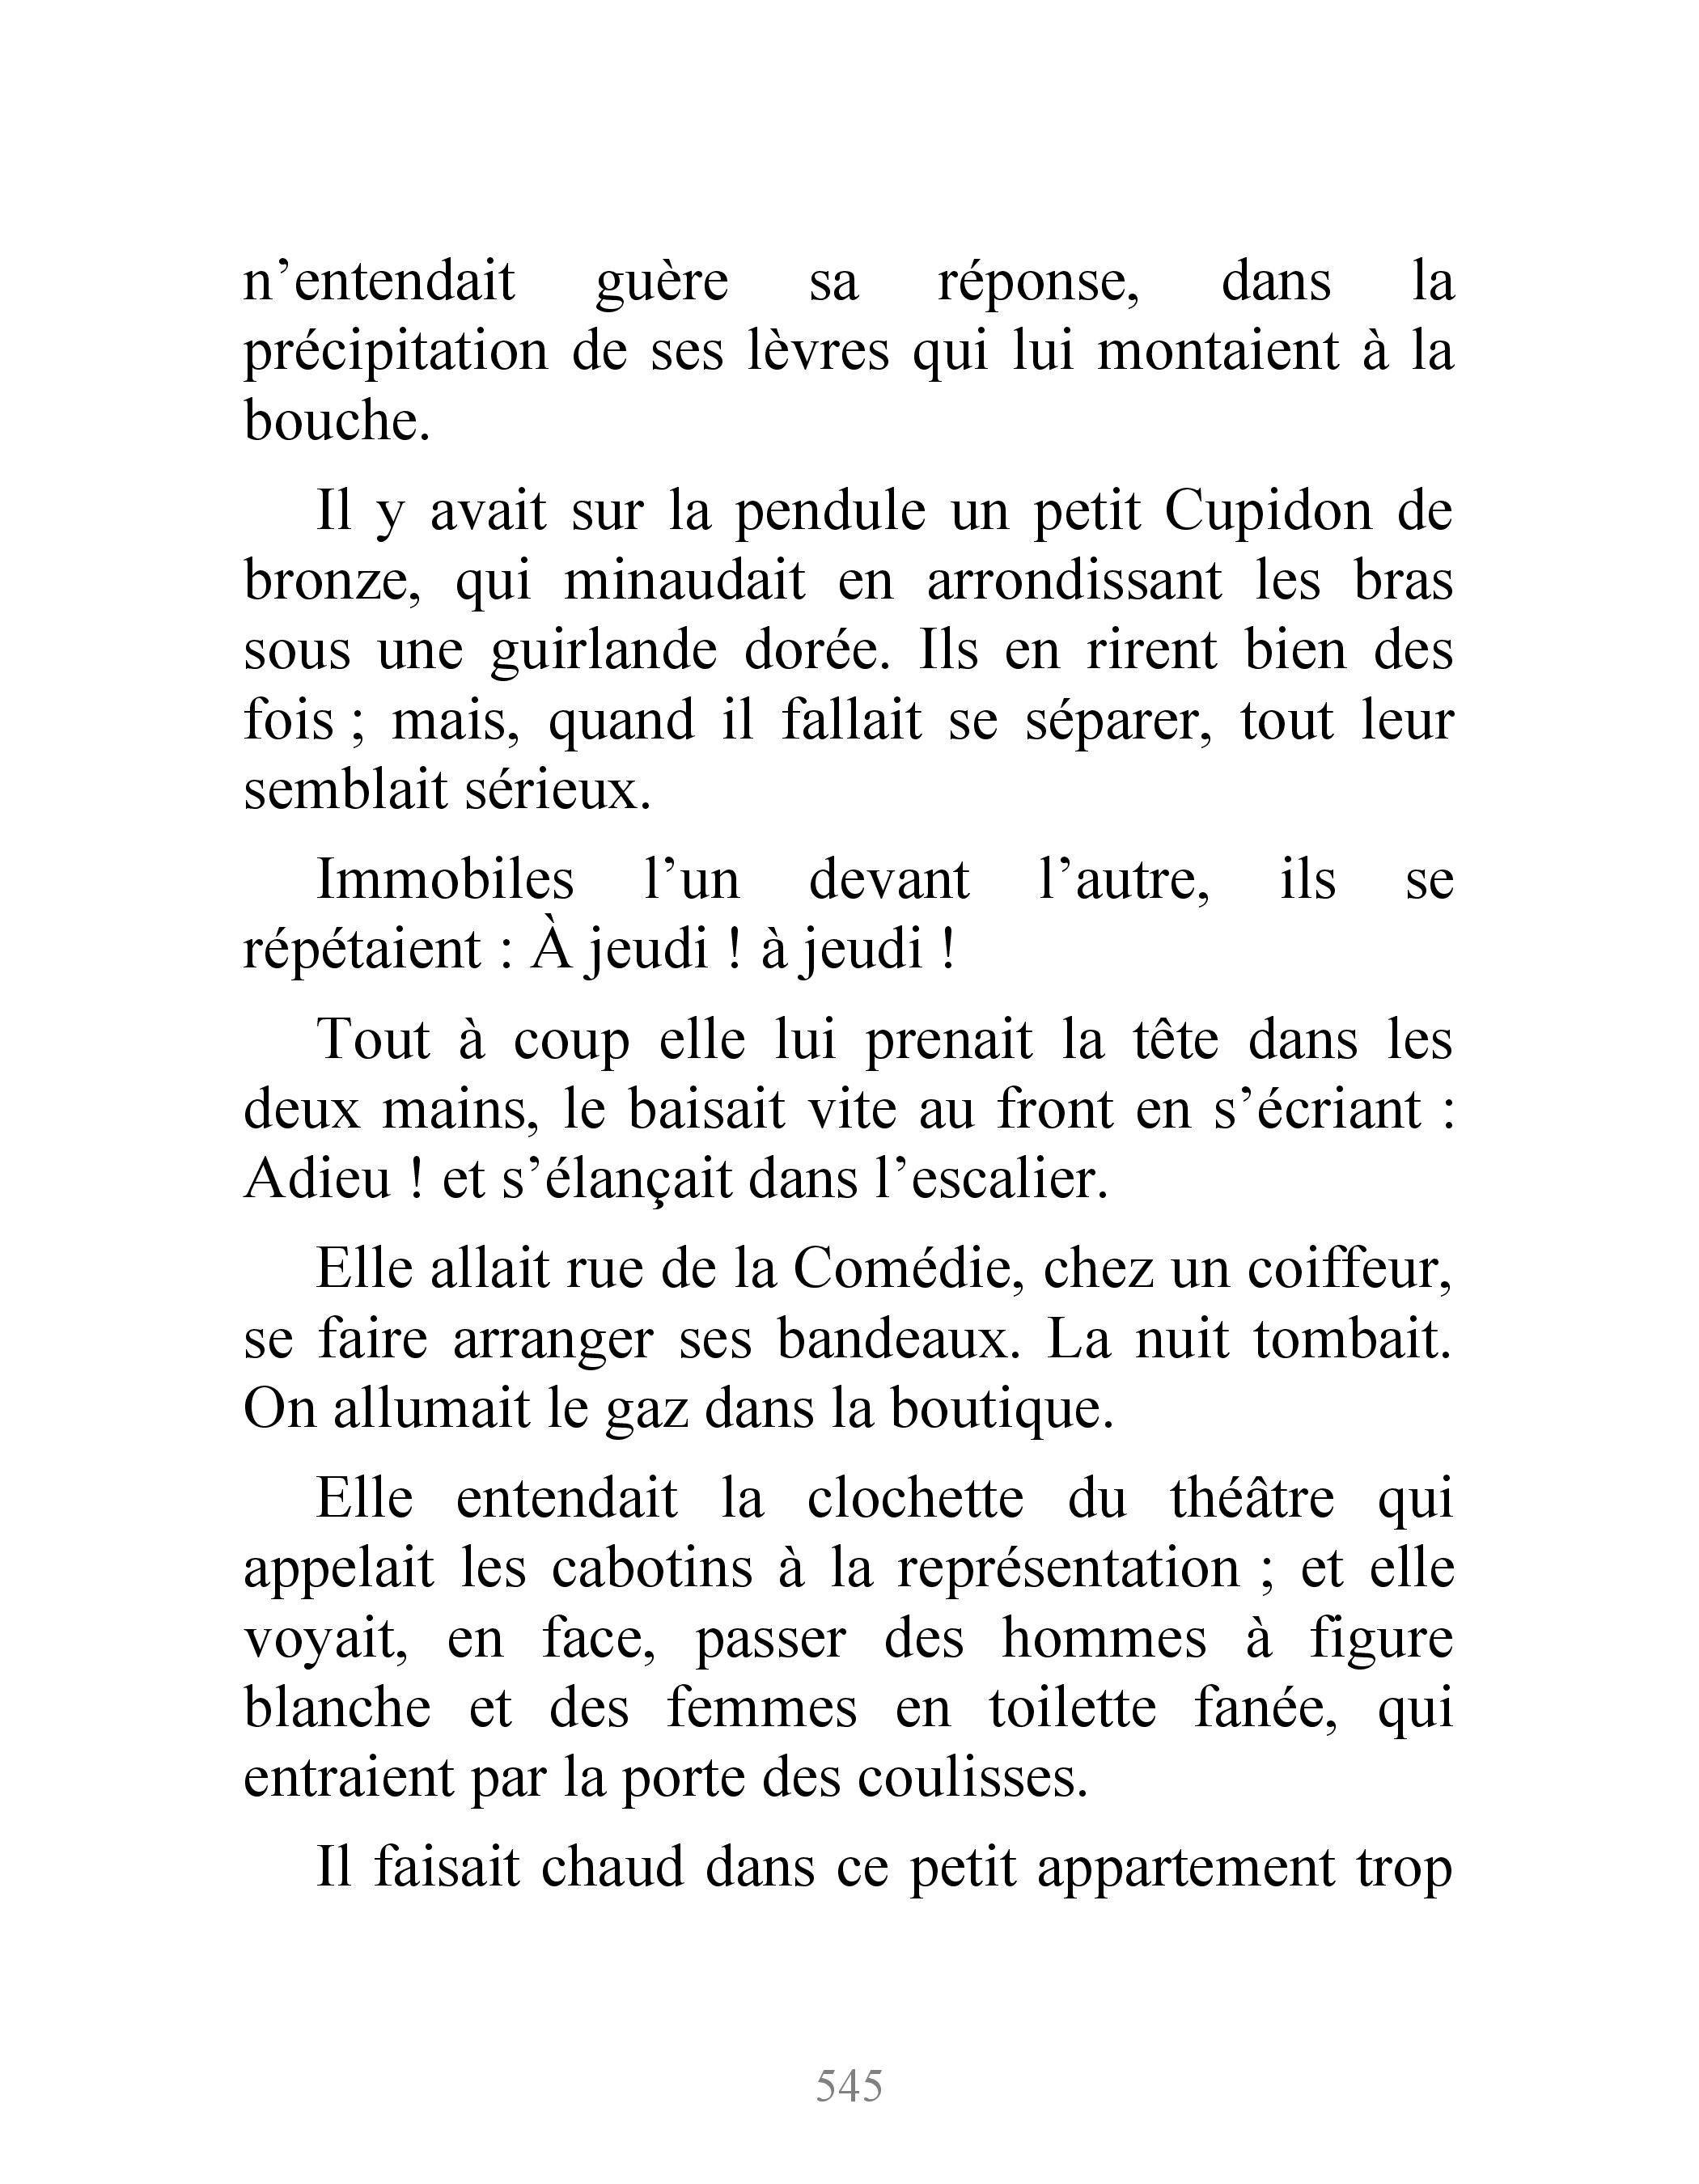 n’entendait guère sa réponse, dans la
précipitation de ses lèvres qui lui montaient à la
bouche.
Il y avait sur la pendule un petit Cupidon de
bronze, qui minaudait en arrondissant les bras
sous une guirlande dorée. Ils en rirent bien des
fois ; mais, quand il fallait se séparer, tout leur
semblait sérieux.
Immobiles l’un devant l’autre, ils se
répétaient : À jeudi ! à jeudi !
Tout à coup elle lui prenait la tête dans les
deux mains, le baisait vite au front en s’écriant :
Adieu ! et s’élançait dans l’escalier.
Elle allait rue de la Comédie, chez un coiffeur,
se faire arranger ses bandeaux. La nuit tombait.
On allumait le gaz dans la boutique.
Elle entendait la clochette du théâtre qui
appelait les cabotins à la représentation ; et elle
voyait, en face, passer des hommes à figure
blanche et des femmes en toilette fanée, qui
entraient par la porte des coulisses.
Il faisait chaud dans ce petit appartement trop
545